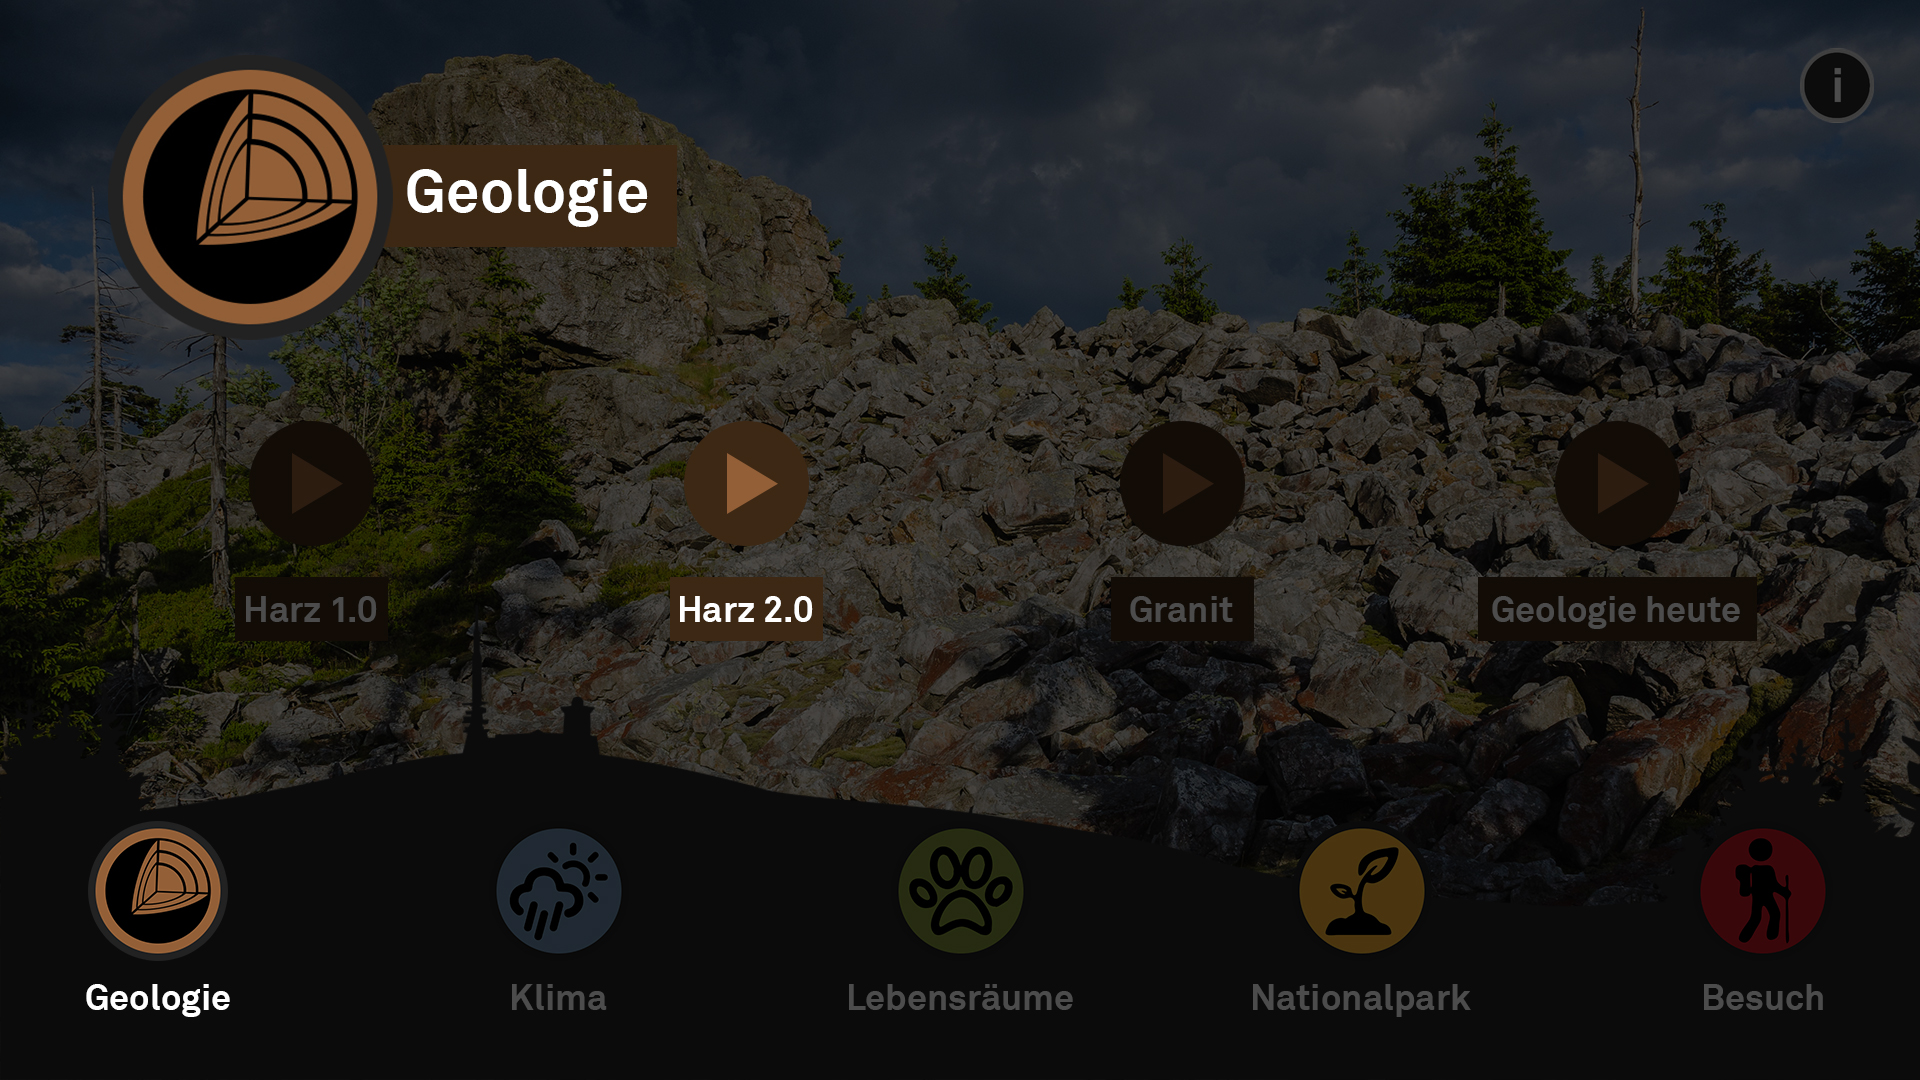 Geologie
i
Harz 1.0
Harz 2.0
Granit
Geologie heute
Geologie
Klima
Lebensräume
Nationalpark
Besuch